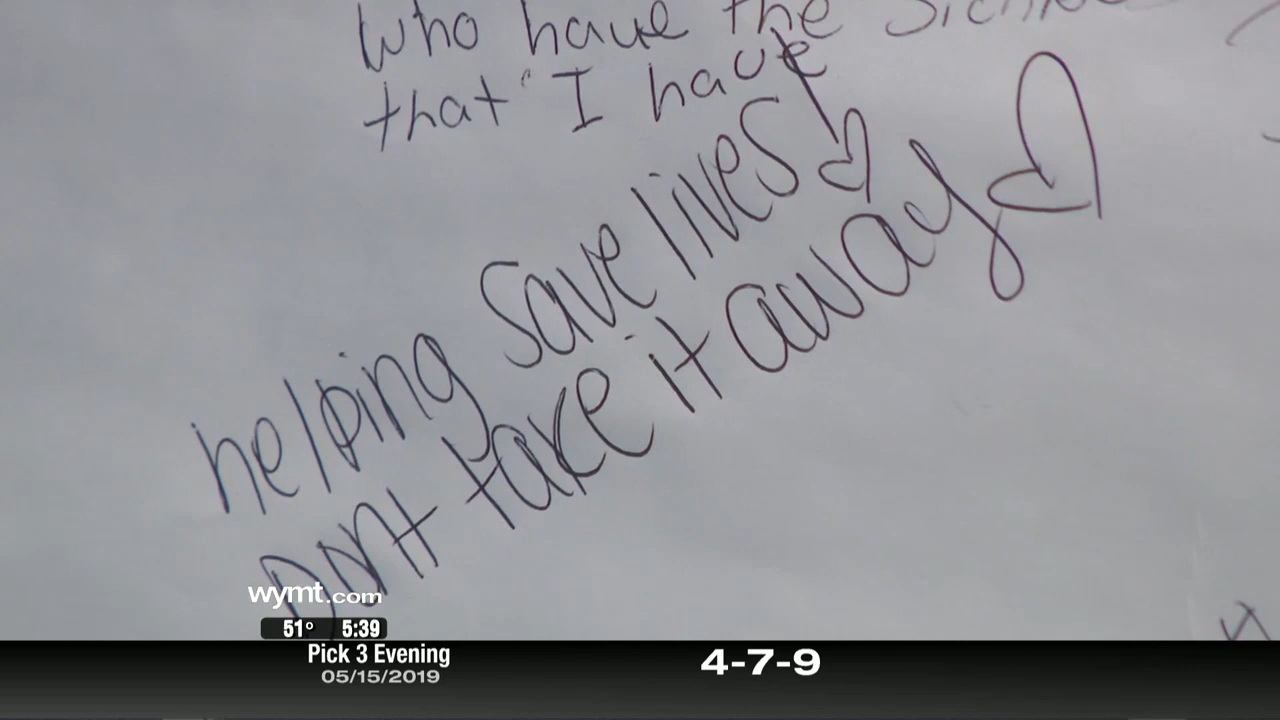 who have the
that I have
helping save lives
Dont take it away
wymt.com
51° 5:39
Pick 3 Evening 4-7-9
05/15/2019